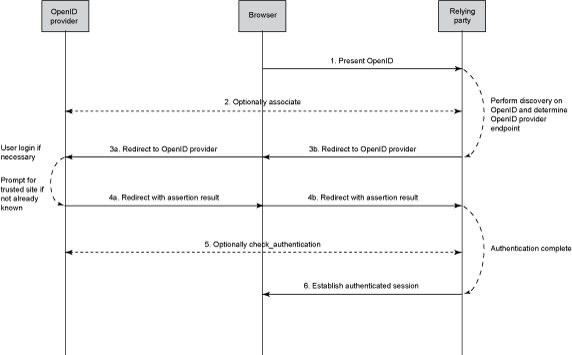 OpenID
provider
Browser
Relying
party
1. Present OpenID
2. Optionally associate
Perform discovery on
OpenID and determine
OpenID provider
endpoint
User login if
necessary
3a. Redirect to OpenID provider
3b. Redirect to OpenID provider
Prompt for
trusted site if
not already
known
4a. Redirect with assertion result
4b. Redirect with assertion result
5. Optionally check_authentication
Authentication complete
6. Establish authenticated session